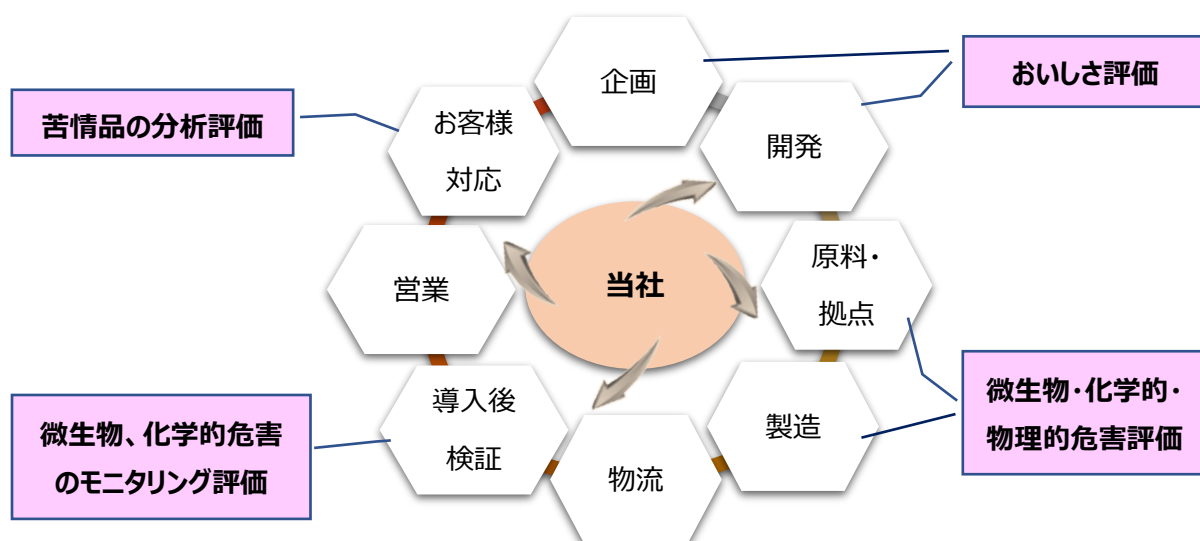 企画
おいしさ評価
苦情品の分析評価
お客様
対応
開発
原料・
拠点
当社
営業
導入後
検証
製造
微生物・化学的・
物理的危害評価
微生物、化学的危害
のモニタリング評価
物流